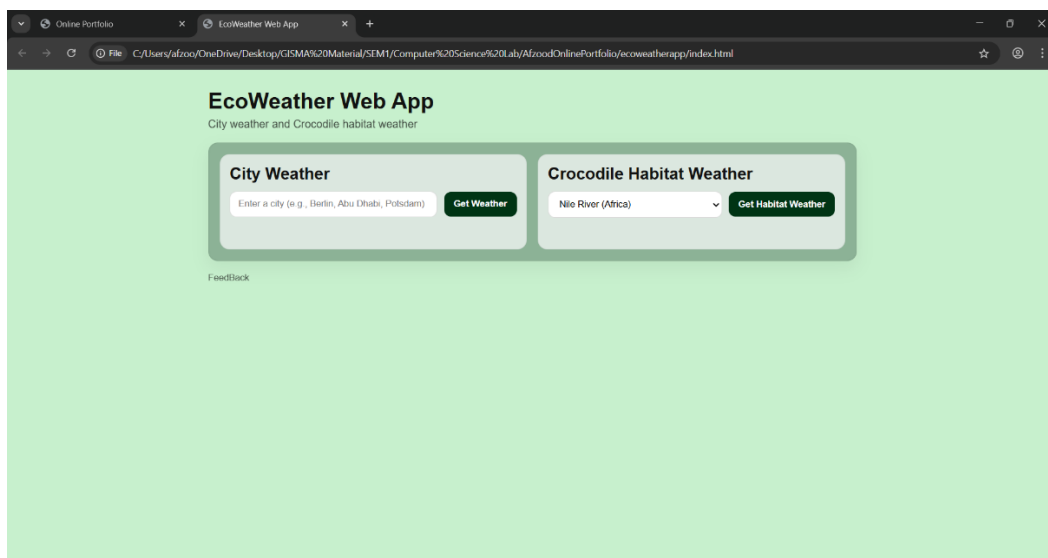 Online Portfolio
EcoWeather Web App
File C:/Users/afzoo/OneDrive/Desktop/GISMA%20Material/SEM1/Computer%20Science%20Lab/AfzoodOnlinePortfolio/ecoweatherapp/index.html
EcoWeather Web App
City weather and Crocodile habitat weather
City Weather
Enter a city (e.g., Berlin, Abu Dhabi, Potsdam) Get Weather
Crocodile Habitat Weather
Nile River (Africa) Get Habitat Weather
FeedBack